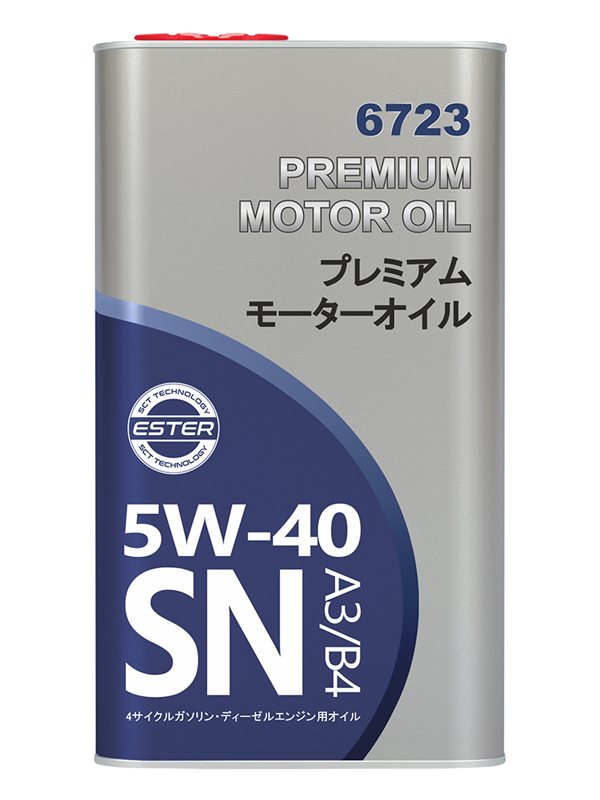 6723
PREMIUM
MOTOR OIL
プレミアム
モーターオイル
SCT TECHNOLOGY
ESTER
SCT TECHNOLOGY
5W-40
SN
A3/B4
4サイクルガソリン・ディーゼルエンジン用オイル